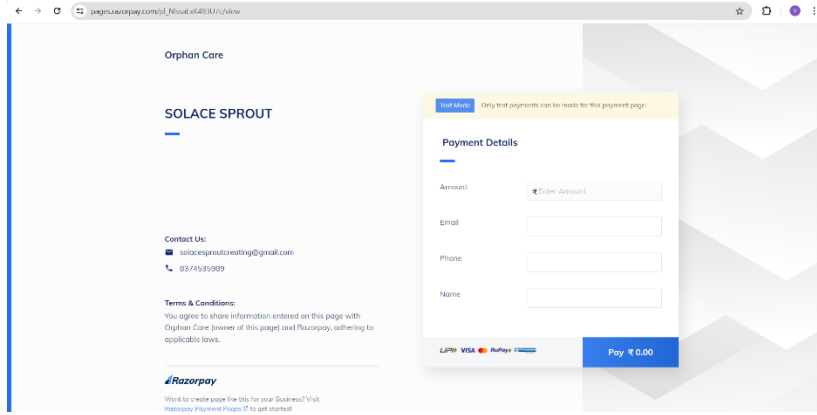 Orphan Care
SOLACE SPROUT
Contact Us:
solacesproutcreating@gmail.com
8374535989
Terms & Conditions:
You agree to share information entered on this page with
Orphan Care (owner of this page) and Razorpay, adhering to
applicable laws.
Razorpay
Want to create page like this for your Business? Visit
Razorpay Payment Pages to get started!
Test Mode Only test payments can be made for this payment page.
Payment Details
Amount ₹ Enter Amount
Email
Phone
Name
UPI VISA RuPay
Pay ₹ 0.00